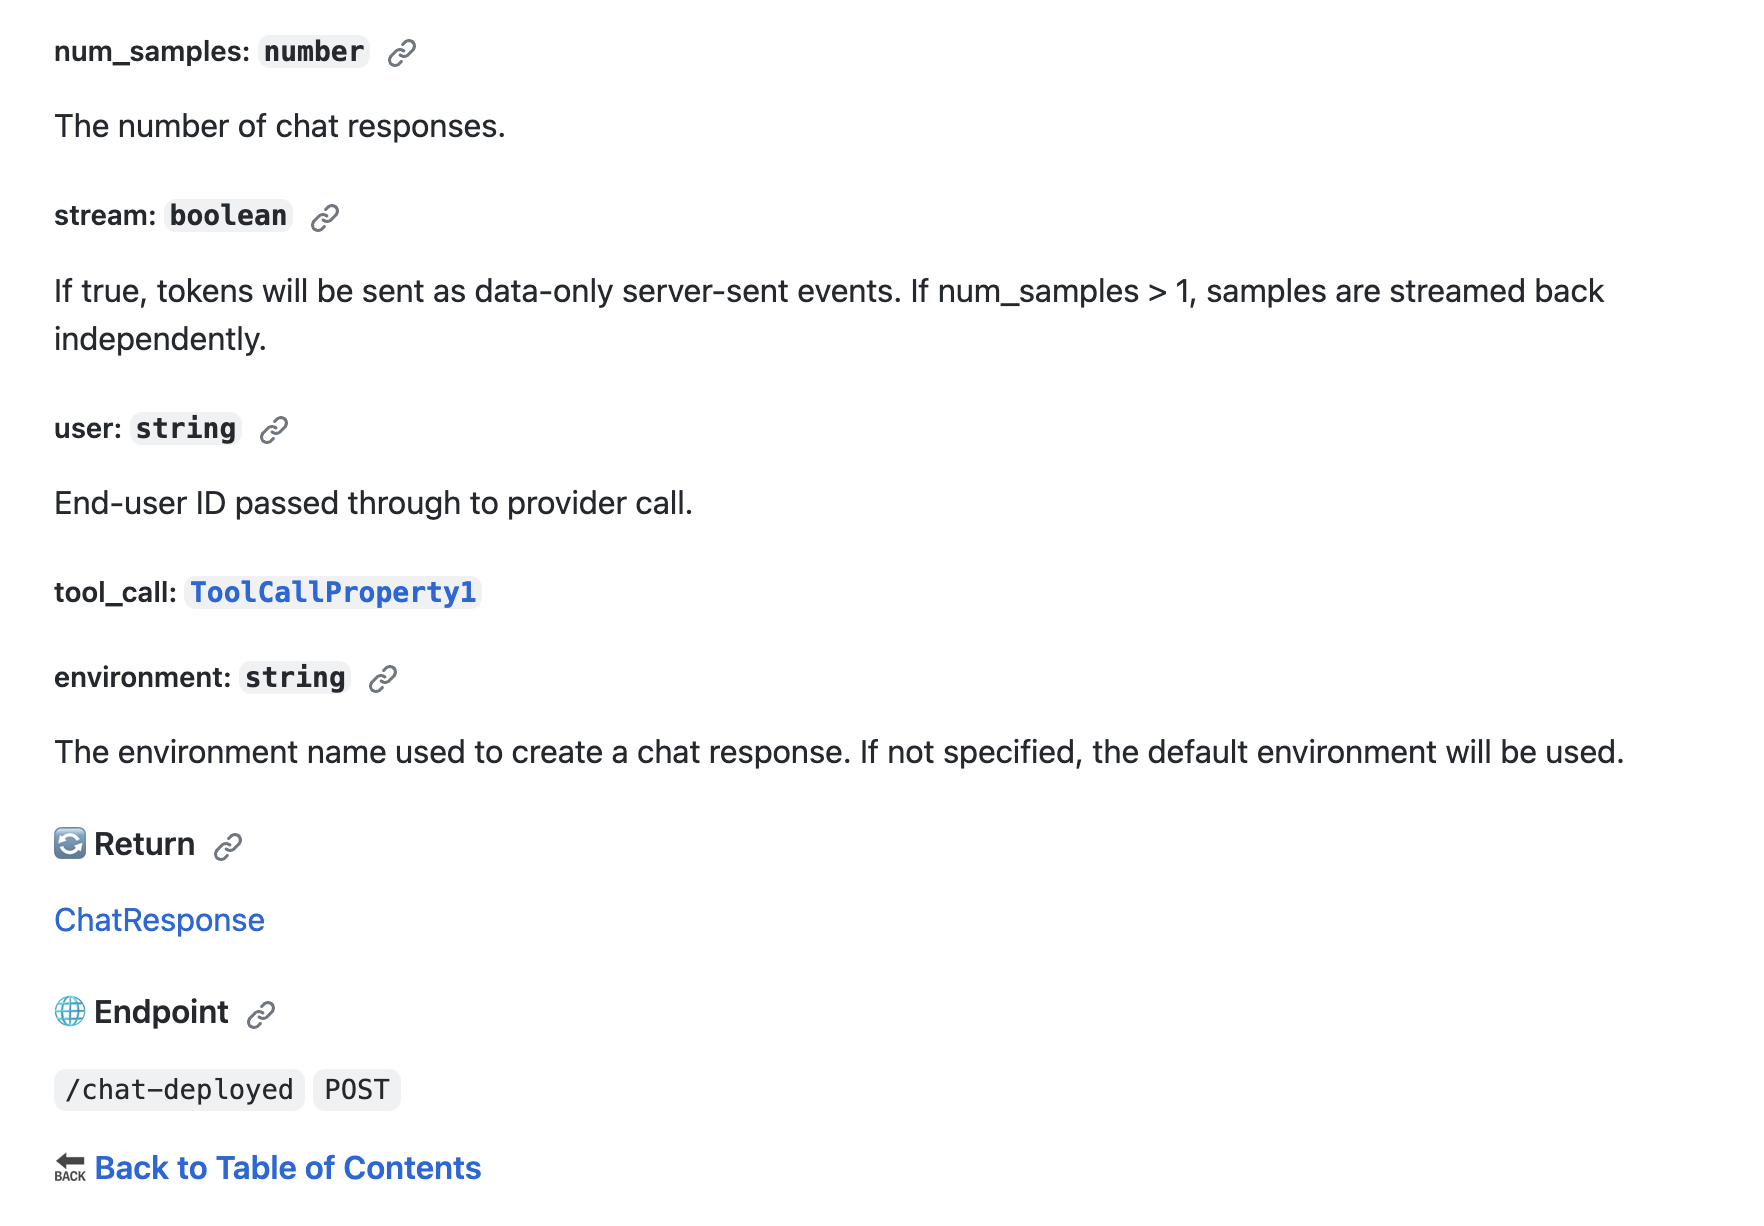 num_samples: number
The number of chat responses.
stream: boolean
If true, tokens will be sent as data-only server-sent events. If num_samples > 1, samples are streamed back
independently.
user: string
End-user ID passed through to provider call.
tool_call: ToolCallProperty1
environment: string
The environment name used to create a chat response. If not specified, the default environment will be used.
Return
ChatResponse
Endpoint
/chat-deployed POST
BACK Back to Table of Contents